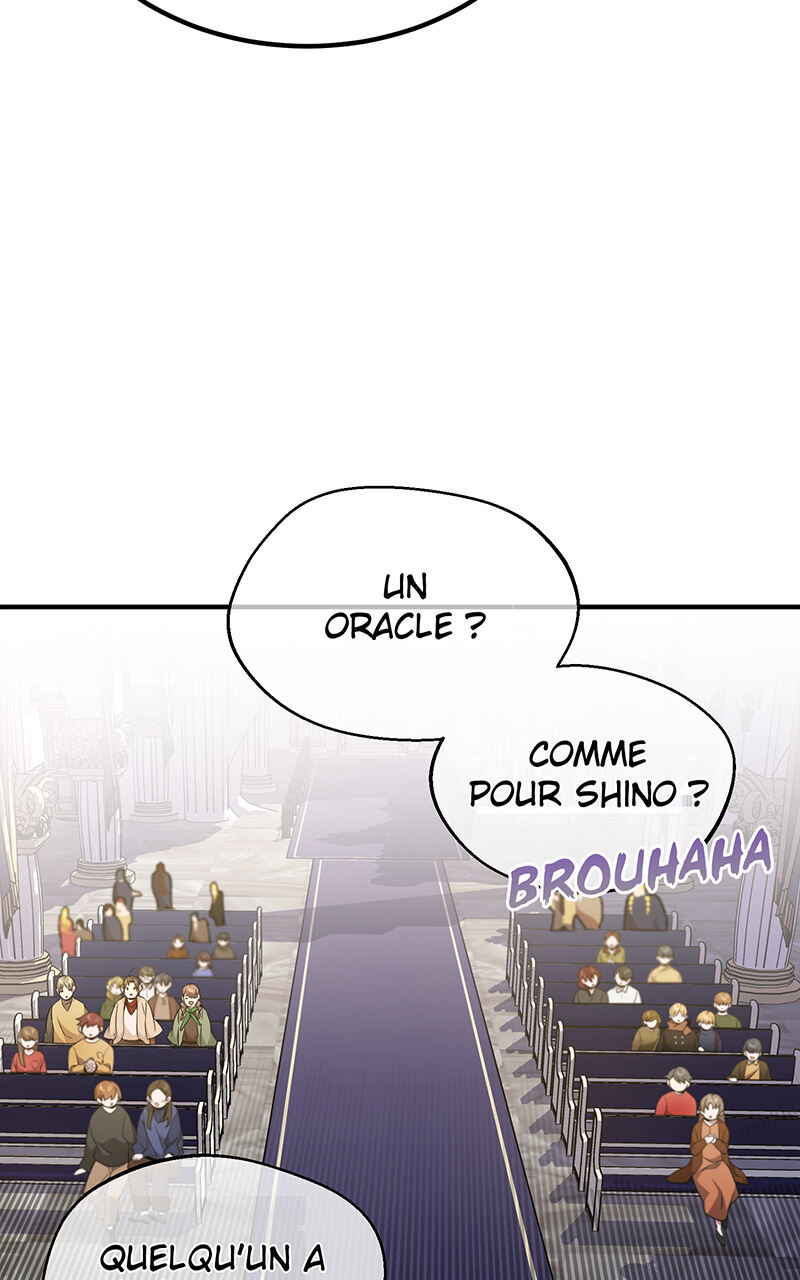 UN
ORACLE ?
COMME
POUR SHINO ?
BROUHAHA
QUELQU'UN A